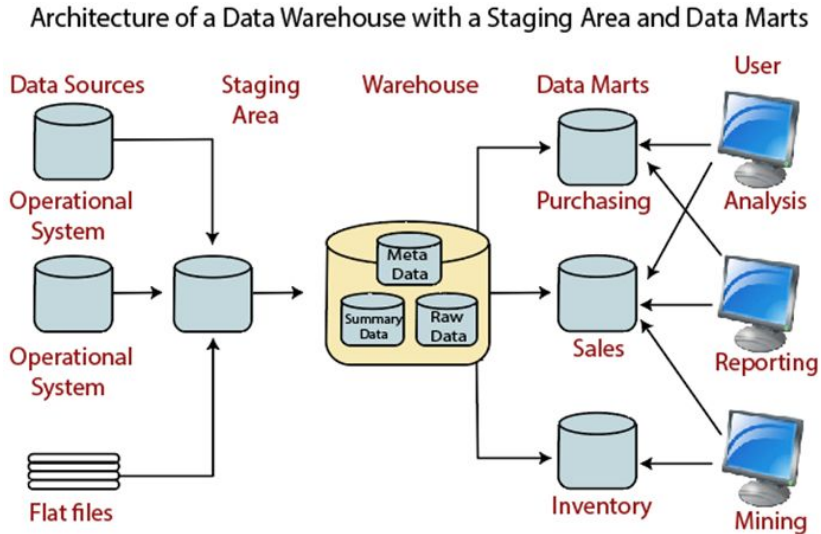 Architecture of a Data Warehouse with a Staging Area and Data Marts
Data Sources
Staging
Area
Warehouse
Data Marts
User
Operational
System
Purchasing
Analysis
Meta
Data
Summary
Data
Raw
Data
Operational
System
Sales
Reporting
Flat files
Inventory
Mining